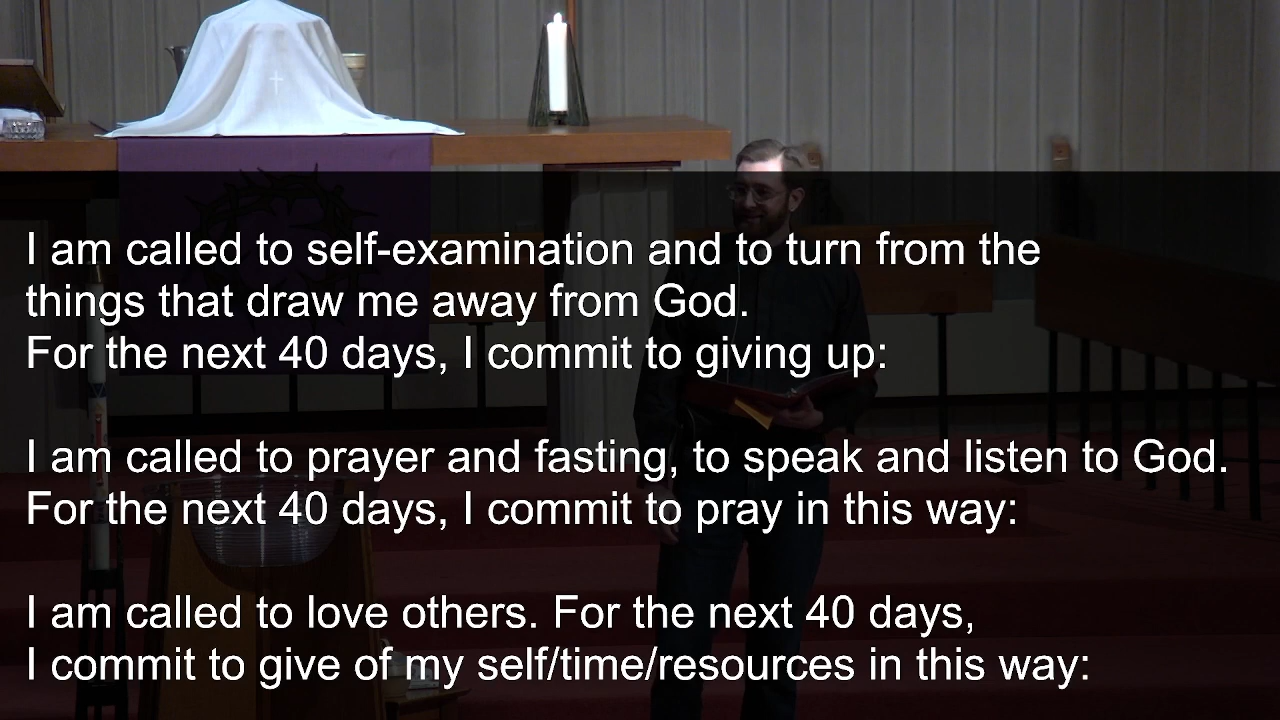 I am called to self-examination and to turn from the
things that draw me away from God.
For the next 40 days, I commit to giving up:
I am called to prayer and fasting, to speak and listen to God.
For the next 40 days, I commit to pray in this way:
I am called to love others. For the next 40 days,
I commit to give of my self/time/resources in this way: